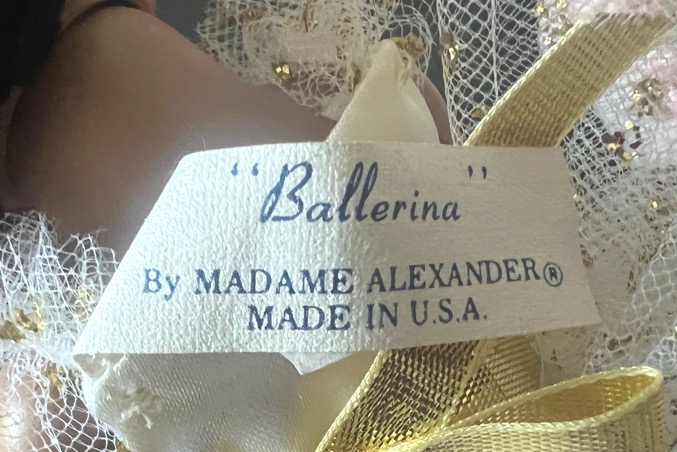 "Ballerina"
By MADAME ALEXANDER®
MADE IN U.S.A.